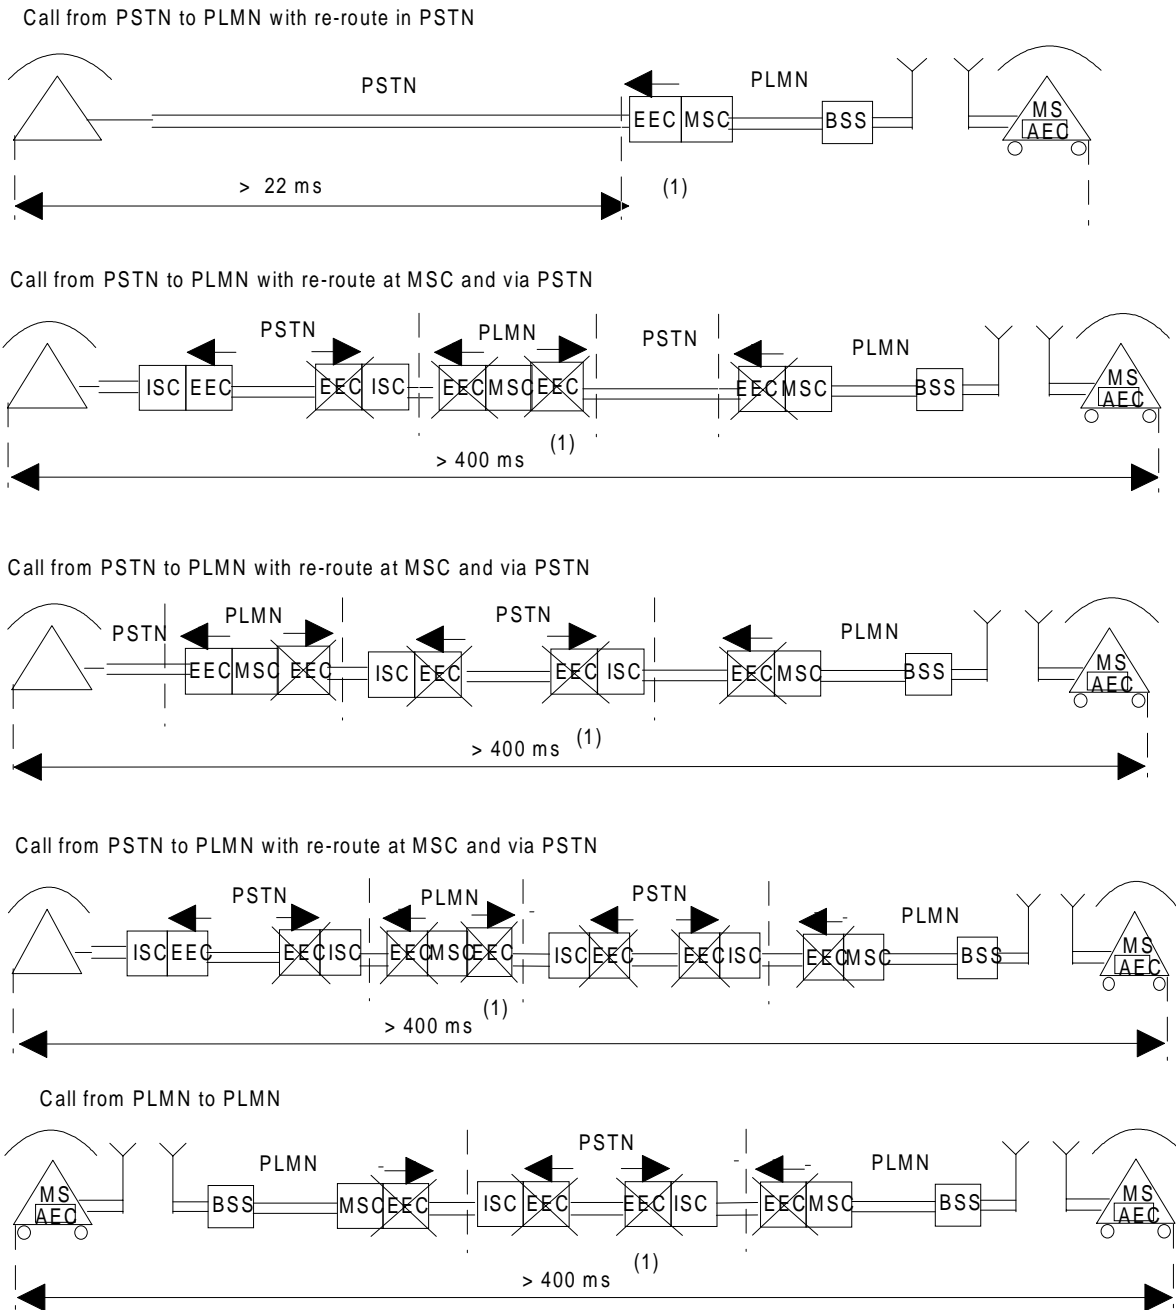 Call from PSTN to PLMN with re-route in PSTN
PSTN PLMN
EEC MSC BSS MS
AEC
> 22 ms (1)
Call from PSTN to PLMN with re-route at MSC and via PSTN
PSTN PLMN PSTN PLMN
ISC EEC EEC ISC EEC MSC EEC EEC MSC BSS MS
AEC
(1)
> 400 ms
Call from PSTN to PLMN with re-route at MSC and via PSTN
PSTN PLMN PSTN PLMN
EEC MSC EEC ISC EEC EEC ISC EEC MSC BSS MS
AEC
> 400 ms (1)
Call from PSTN to PLMN with re-route at MSC and via PSTN
PSTN PLMN PSTN PLMN
ISC EEC EEC ISC EEC MSC EEC ISC EEC EEC ISC EEC MSC BSS MS
AEC
(1)
> 400 ms
Call from PLMN to PLMN
PLMN PSTN PLMN
MS BSS MSC EEC ISC EEC EEC ISC EEC MSC BSS MS
AEC AEC
(1)
> 400 ms